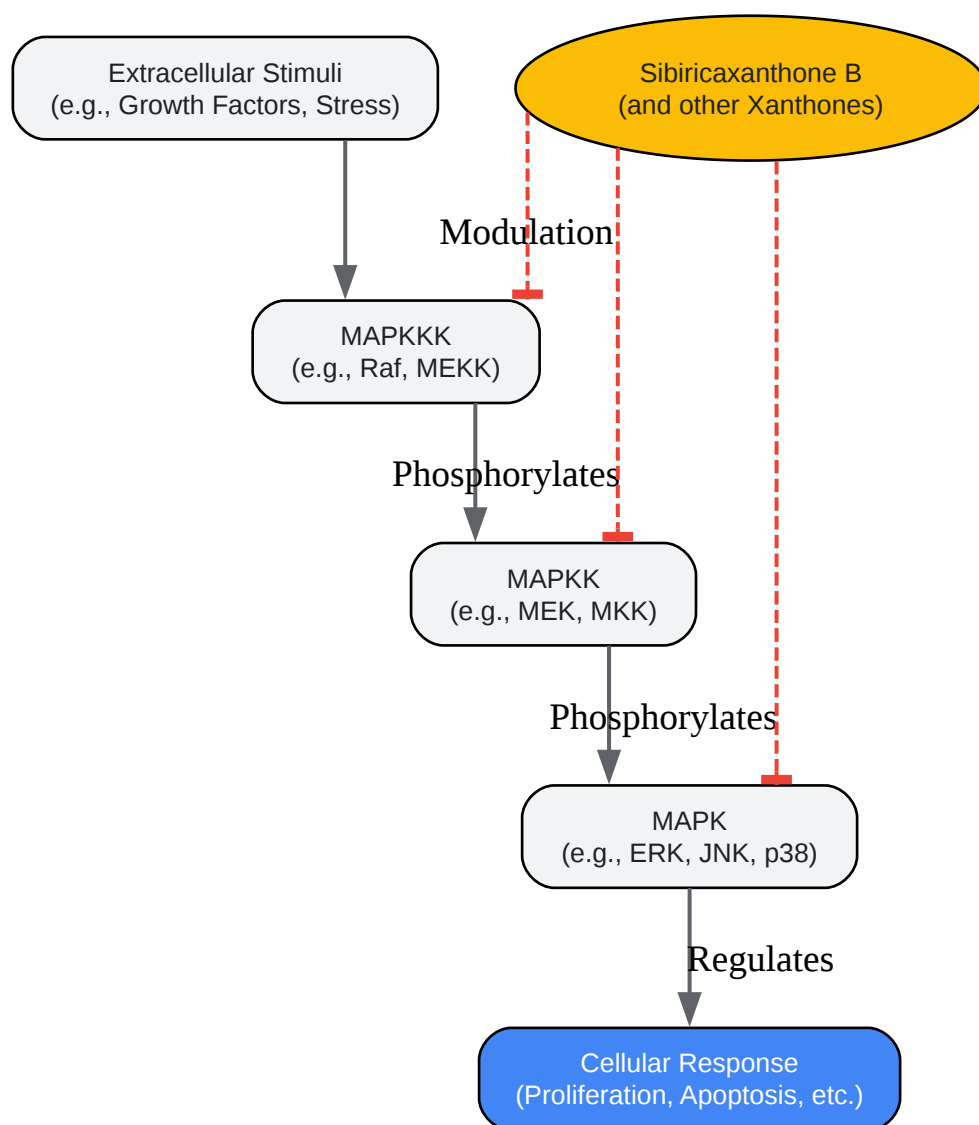 Extracellular Stimuli
(e.g., Growth Factors, Stress)
Sibiricaxanthone B
(and other Xanthones)
Modulation
MAPKKK
(e.g., Raf, MEKK)
Phosphorylates
MAPKK
(e.g., MEK, MKK)
Phosphorylates
MAPK
(e.g., ERK, JNK, p38)
Regulates
Cellular Response
(Proliferation, Apoptosis, etc.)